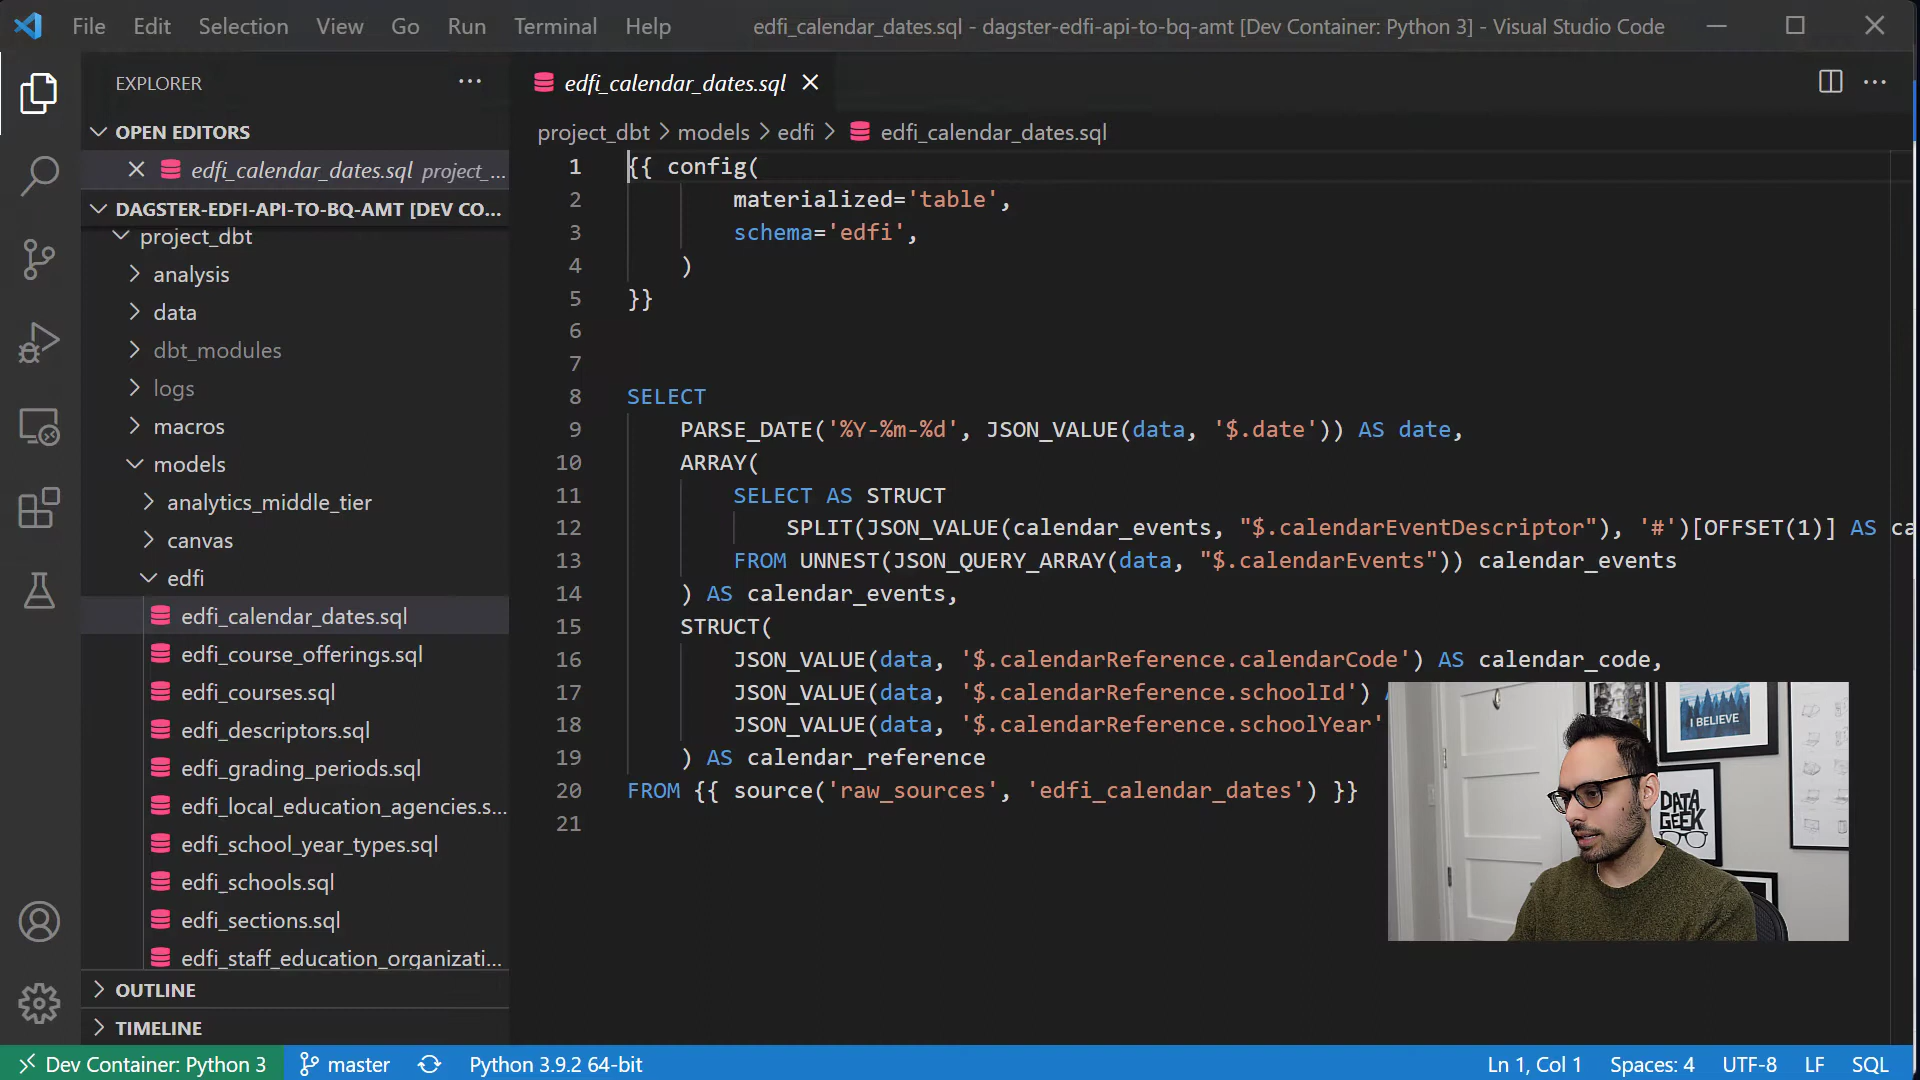 File Edit Selection View Go Run Terminal Help
edfi_calendar_dates.sql - dagster-edfi-api-to-bq-amt [Dev Container: Python 3] - Visual Studio Code
EXPLORER
OPEN EDITORS
edfi_calendar_dates.sql project_...
DAGSTER-EDFI-API-TO-BQ-AMT [DEV CO...
project_dbt
analysis
data
dbt_modules
logs
macros
models
analytics_middle_tier
canvas
edfi
edfi_calendar_dates.sql
edfi_course_offerings.sql
edfi_courses.sql
edfi_descriptors.sql
edfi_grading_periods.sql
edfi_local_education_agencies.s...
edfi_school_year_types.sql
edfi_schools.sql
edfi_sections.sql
edfi_staff_education_organizati...
OUTLINE
TIMELINE
edfi_calendar_dates.sql
project_dbt > models > edfi > edfi_calendar_dates.sql
1 {{ config(
2 materialized='table',
3 schema='edfi',
4 )
5 }}
6
7
8 SELECT
9 PARSE_DATE('%Y-%m-%d', JSON_VALUE(data, '$.date')) AS date,
10 ARRAY(
11 SELECT AS STRUCT
12 SPLIT(JSON_VALUE(calendar_events, "$.calendarEventDescriptor"), '#')[OFFSET(1)] AS ca
13 FROM UNNEST(JSON_QUERY_ARRAY(data, "$.calendarEvents")) calendar_events
14 ) AS calendar_events,
15 STRUCT(
16 JSON_VALUE(data, '$.calendarReference.calendarCode') AS calendar_code,
17 JSON_VALUE(data, '$.calendarReference.schoolId')
18 JSON_VALUE(data, '$.calendarReference.schoolYear'
19 ) AS calendar_reference
20 FROM {{ source('raw_sources', 'edfi_calendar_dates') }}
21
I BELIEVE
DATA
GEEK
Dev Container: Python 3 master Python 3.9.2 64-bit
Ln 1, Col 1 Spaces: 4 UTF-8 LF SQL